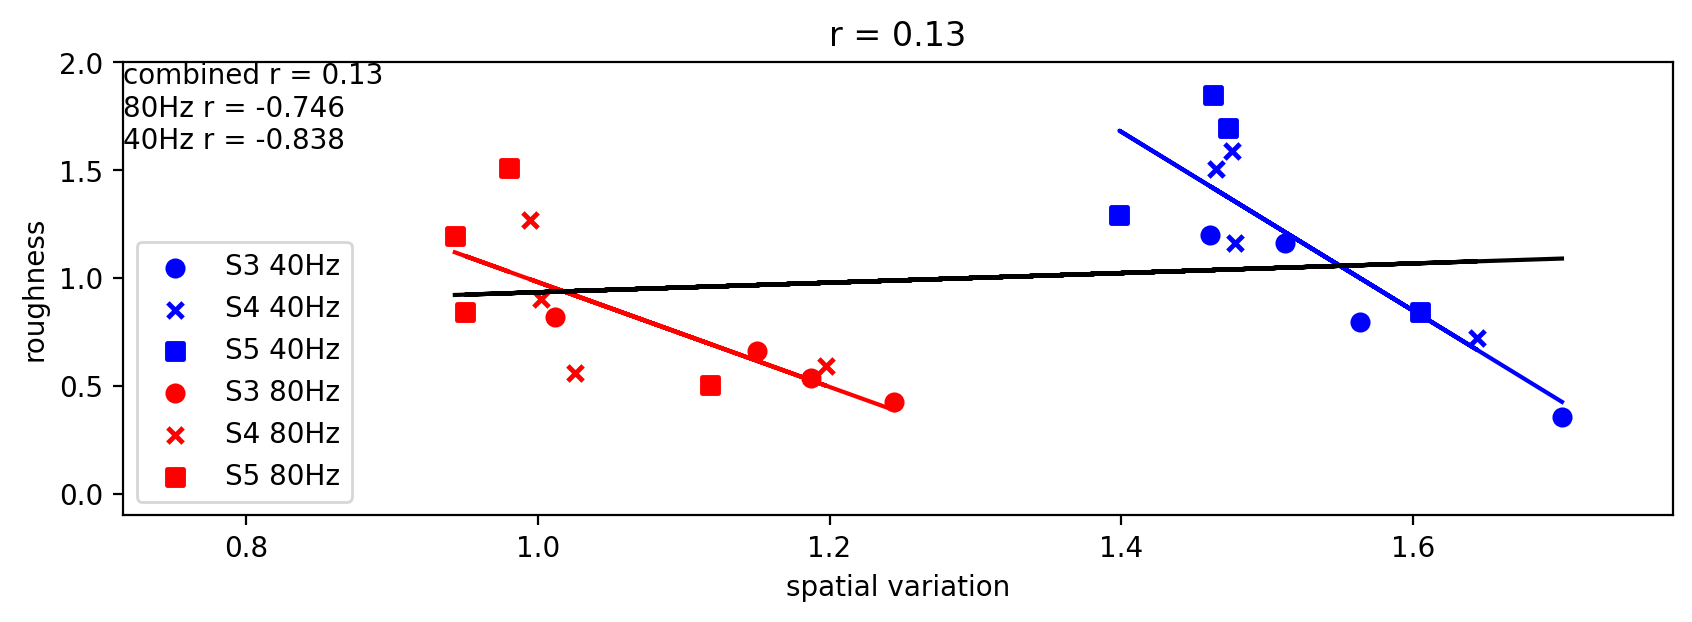 r = 0.13
combined r = 0.13
80Hz r = -0.746
40Hz r = -0.838
2.0
1.5
1.0
0.5
0.0
roughness
S3 40Hz
S4 40Hz
S5 40Hz
S3 80Hz
S4 80Hz
S5 80Hz
0.8 1.0 1.2 1.4 1.6
spatial variation